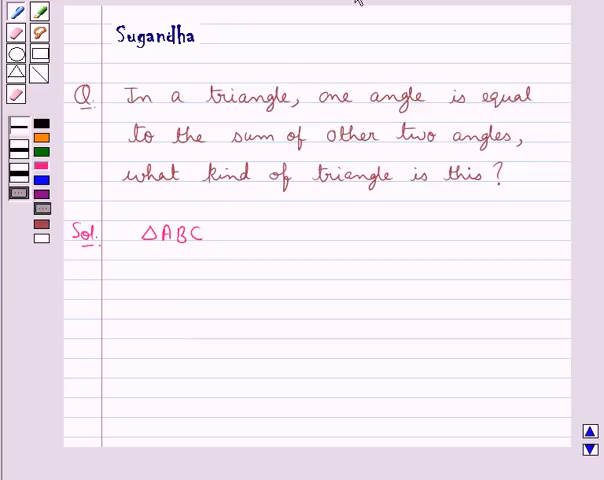 Sugandha
Q. In a triangle, one angle is equal
to the sum of other two angles,
what kind of triangle is this?
Sol. △ABC